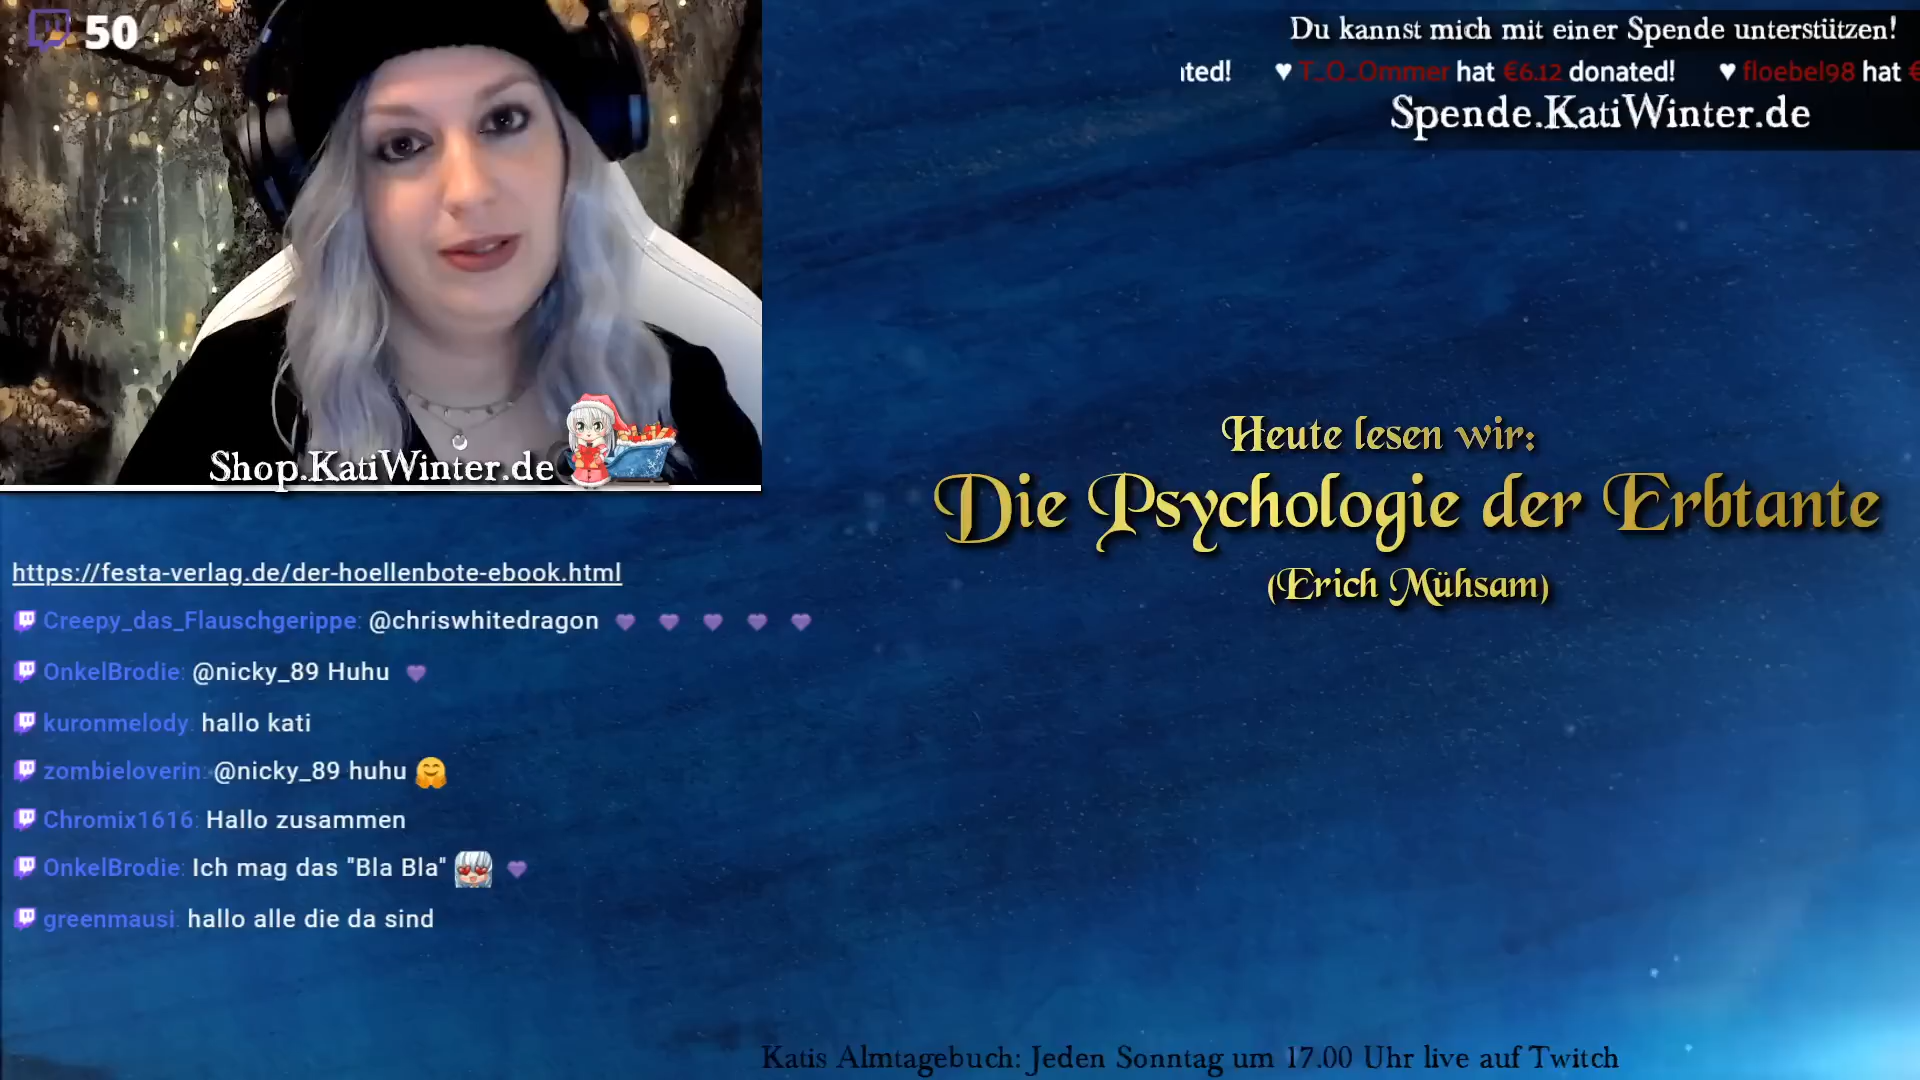 50
Du kannst mich mit einer Spende unterstützen!
ted! ♥ T_O_Ommer hat €6.12 donated! ♥ floebel98 hat €
Spende.KatiWinter.de
Shop.KatiWinter.de
Heute lesen wir:
Die Psychologie der Erbtante
(Erich Mühsam)
https://festa-verlag.de/der-hoellenbote-ebook.html
Creepy_das_Flauschgerippe: @chriswhitedragon 💜 💜 💜 💜 💜
OnkelBrodie: @nicky_89 Huhu 💜
kuronmelody: hallo kati
zombieloverin: @nicky_89 huhu 🤗
Chromix1616: Hallo zusammen
OnkelBrodie: Ich mag das "Bla Bla" 💜
greenmausi: hallo alle die da sind
Katis Almtagebuch: Jeden Sonntag um 17.00 Uhr live auf Twitch